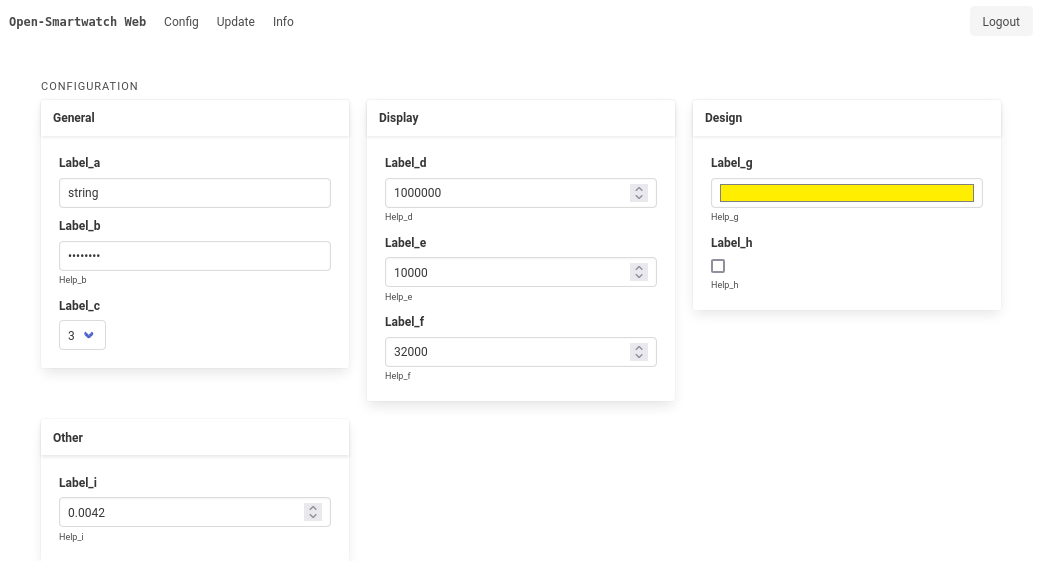 Open-Smartwatch Web Config Update Info Logout
CONFIGURATION
General
Label_a
string
Label_b
••••••••
Help_b
Label_c
3
Display
Label_d
1000000
Help_d
Label_e
10000
Help_e
Label_f
32000
Help_f
Design
Label_g
Help_g
Label_h
Help_h
Other
Label_i
0.0042
Help_i